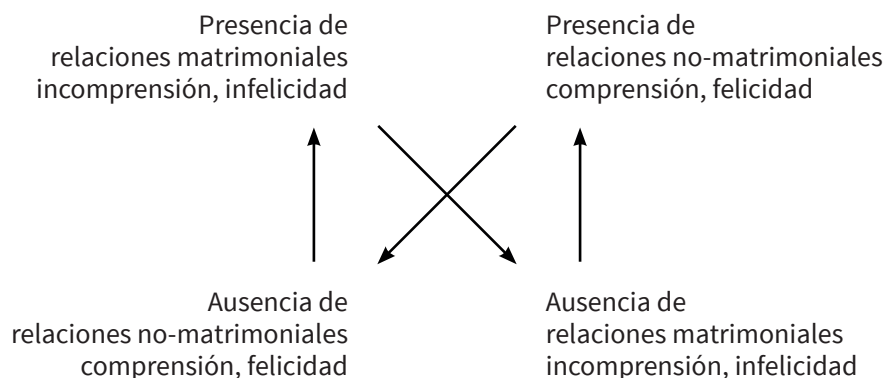 Presencia de
relaciones matrimoniales
incomprensión, infelicidad
Presencia de
relaciones no-matrimoniales
comprensión, felicidad
Ausencia de
relaciones no-matrimoniales
comprensión, felicidad
Ausencia de
relaciones matrimoniales
incomprensión, infelicidad